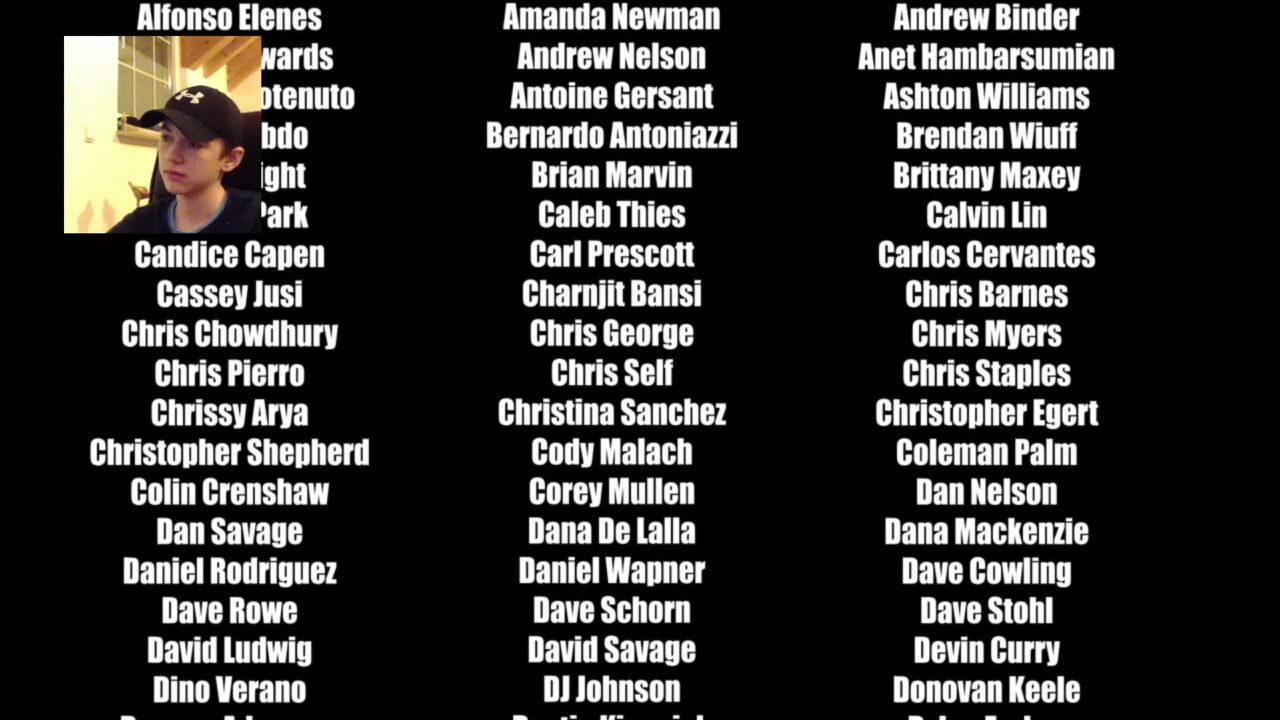 Alfonso Elenes Amanda Newman Andrew Binder
Andrew Nelson Anet Hambarsumian
Antoine Gersant Ashton Williams
Bernardo Antoniazzi Brendan Wiuff
Brian Marvin Brittany Maxey
Park Caleb Thies Calvin Lin
Candice Capen Carl Prescott Carlos Cervantes
Cassey Jusi Charnjit Bansi Chris Barnes
Chris Chowdhury Chris George Chris Myers
Chris Pierro Chris Self Chris Staples
Chrissy Arya Christina Sanchez Christopher Egert
Christopher Shepherd Cody Malach Coleman Palm
Colin Crenshaw Corey Mullen Dan Nelson
Dan Savage Dana De Lalla Dana Mackenzie
Daniel Rodriguez Daniel Wapner Dave Cowling
Dave Rowe Dave Schorn Dave Stohl
David Ludwig David Savage Devin Curry
Dino Verano DJ Johnson Donovan Keele